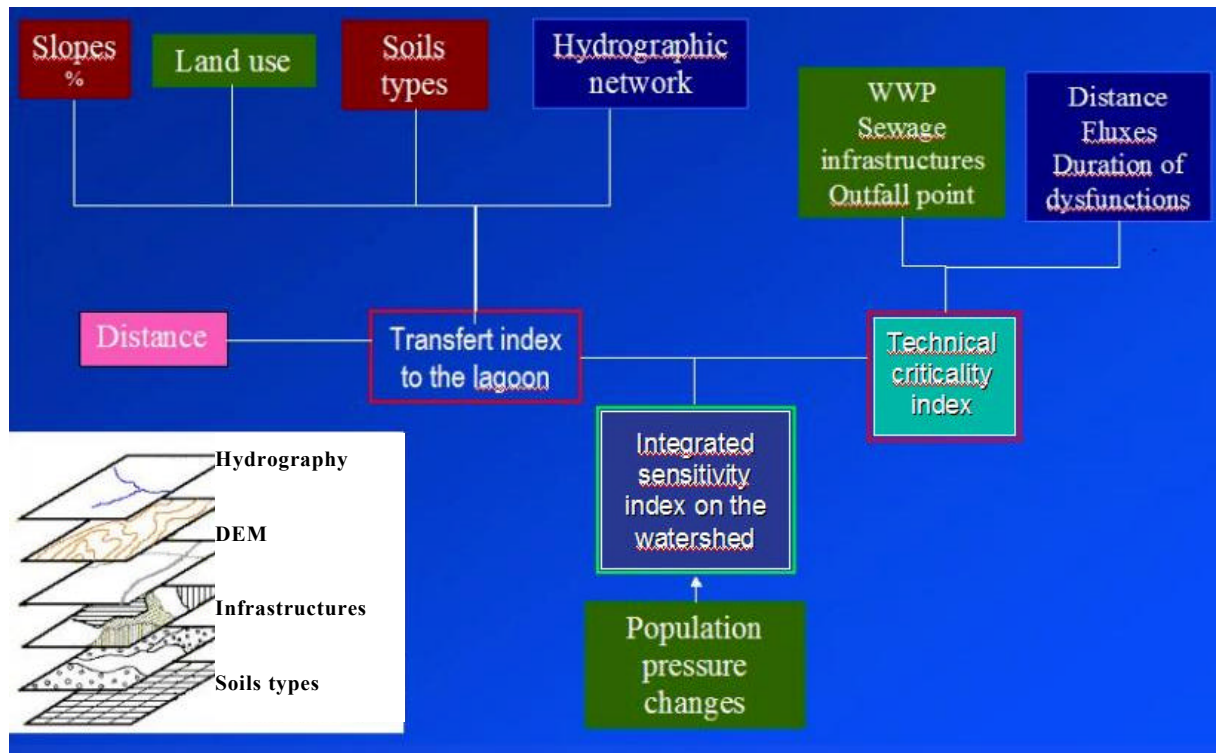 Slopes
%
Land use
Soils
types
Hydrographic
network
WWP
Sewage
infrastructures
Outfall point
Distance
Fluxes
Duration of
dysfunctions
Distance
Transfert index
to the lagoon
Technical
criticality
index
Integrated
sensitivity
index on the
watershed
Population
pressure
changes
Hydrography
DEM
Infrastructures
Soils types